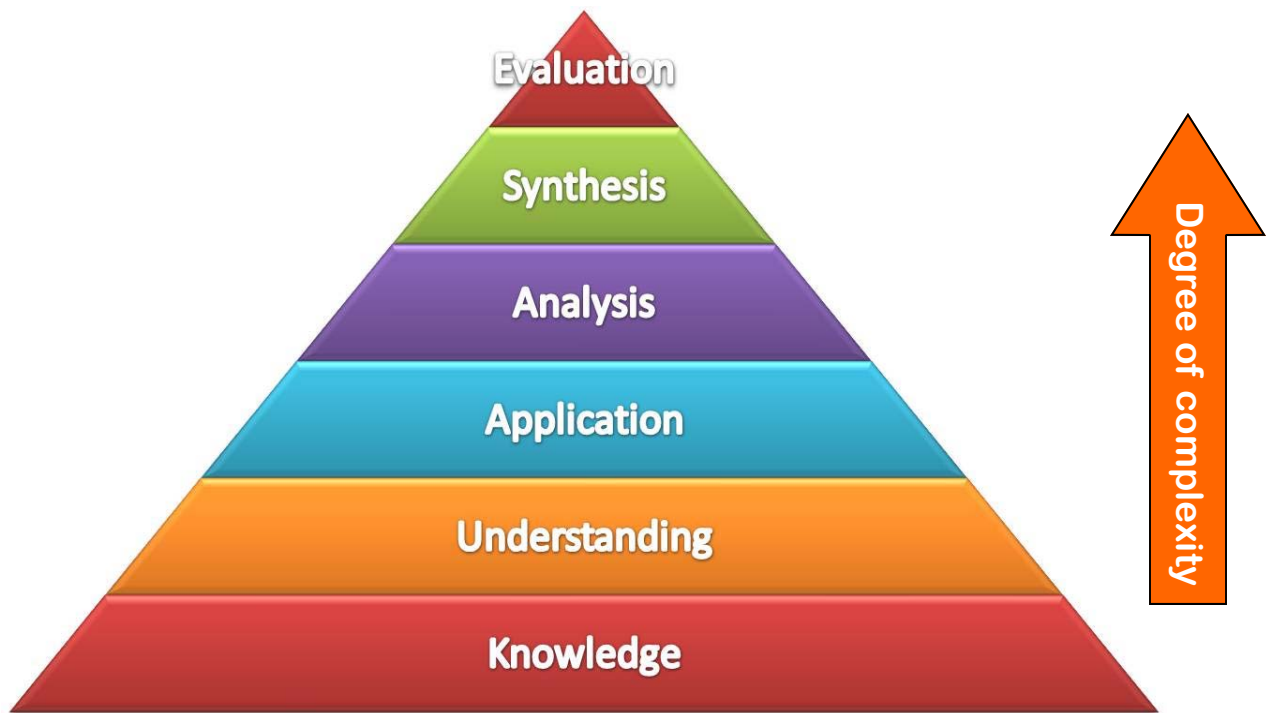 Evaluation
Synthesis
Analysis
Application
Understanding
Knowledge
Degree of complexity